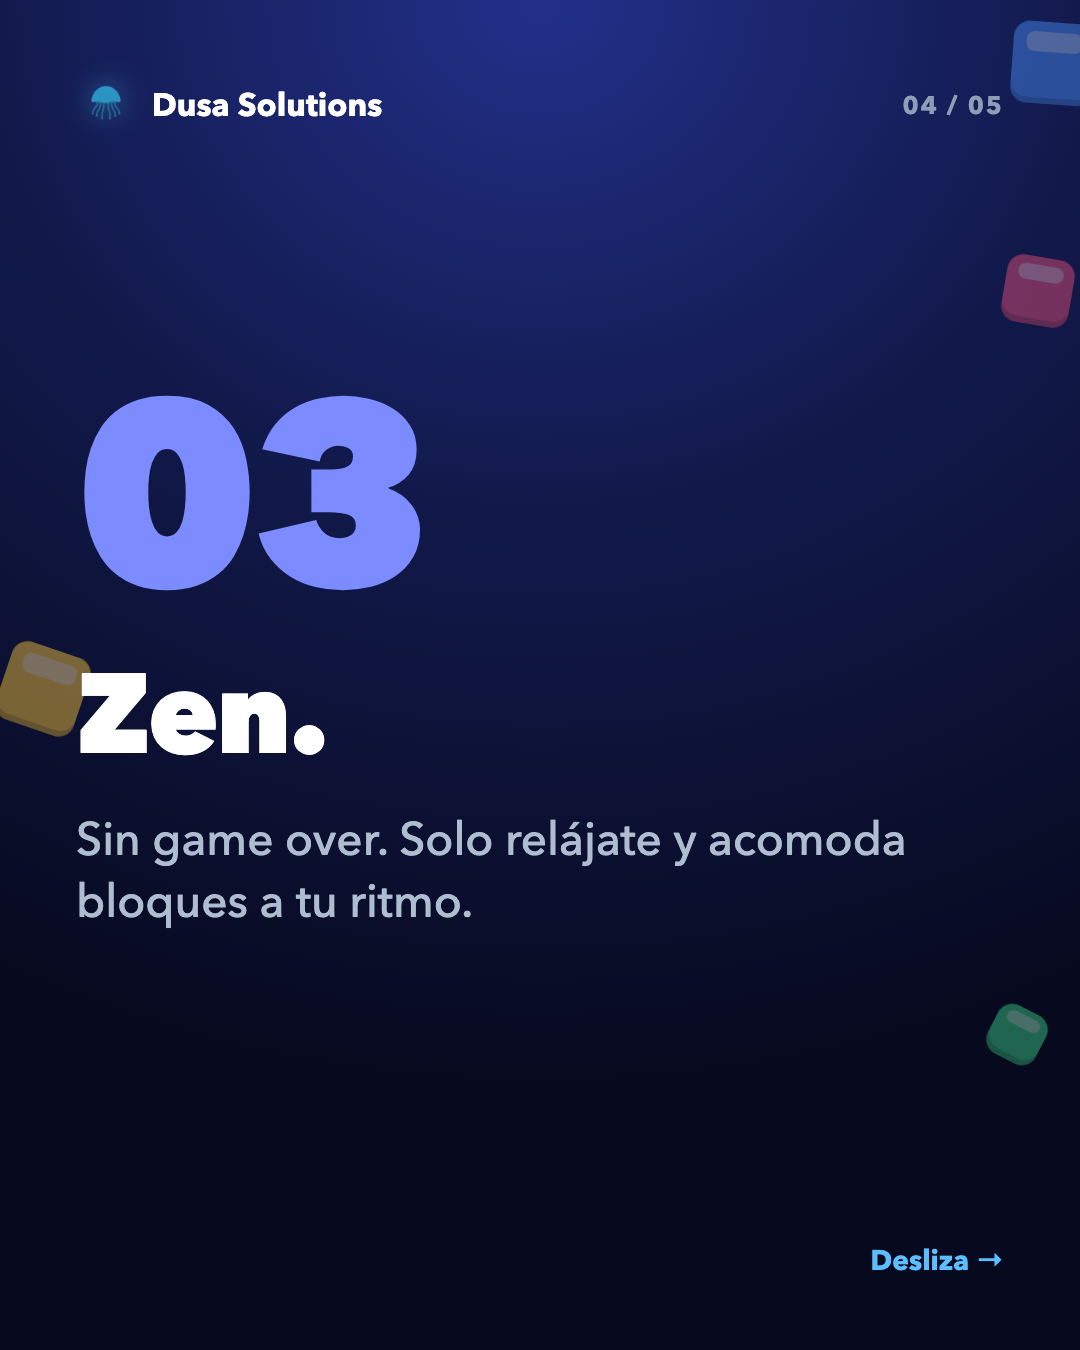 Dusa Solutions
04 / 05
03
Zen.
Sin game over. Solo relájate y acomoda
bloques a tu ritmo.
Desliza →